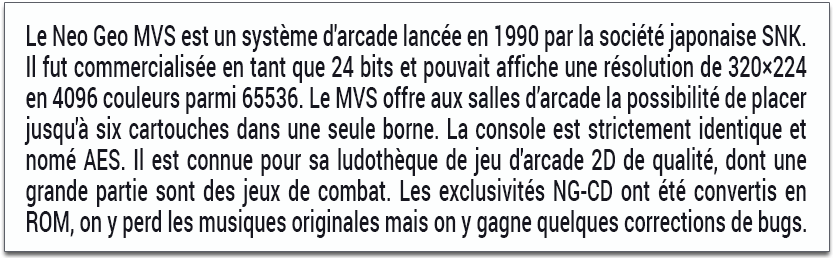 Le Neo Geo MVS est un système d'arcade lancée en 1990 par la société japonaise SNK.
Il fut commercialisée en tant que 24 bits et pouvait affiche une résolution de 320×224
en 4096 couleurs parmi 65536. Le MVS offre aux salles d'arcade la possibilité de placer
jusqu'à six cartouches dans une seule borne. La console est strictement identique et
nomé AES. Il est connue pour sa ludothèque de jeu d'arcade 2D de qualité, dont une
grande partie sont des jeux de combat. Les exclusivités NG-CD ont été convertis en
ROM, on y perd les musiques originales mais on y gagne quelques corrections de bugs.